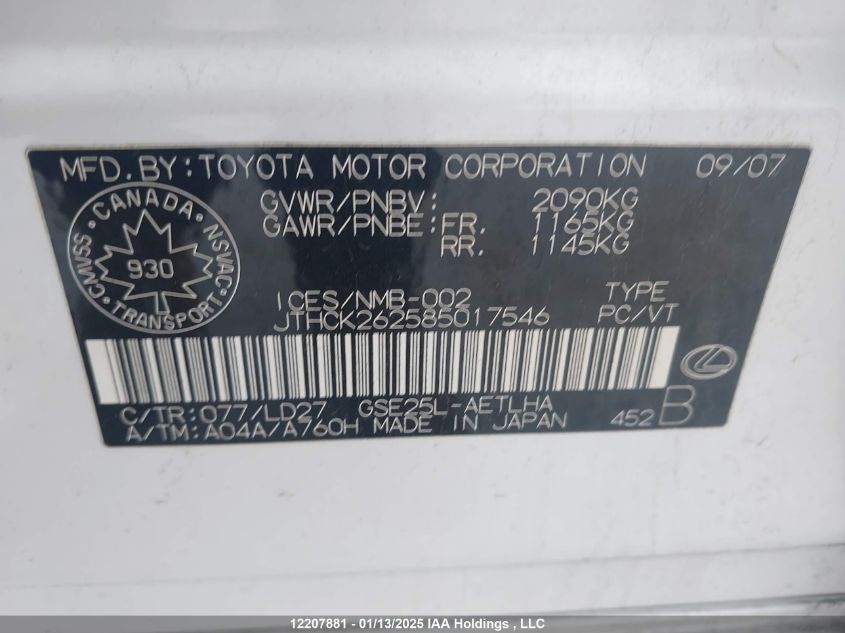 MFD.BY:TOYOTA MOTOR CORPORATION 09/07
GVWR/PNBV: 2090KG
GAWR/PNBE:FR. 1165KG
RR. 1145KG
CANADA
CMVSS 930 NSVAC
TRANSPORT
ICES/NMB-002 TYPE
JTHCK262585017546 PC/VT
C/TR:077/LD27 GSE25L-AETLHA
A/TM:A04A/A760H MADE IN JAPAN 452 B
12207881 - 01/13/2025 IAA Holdings , LLC